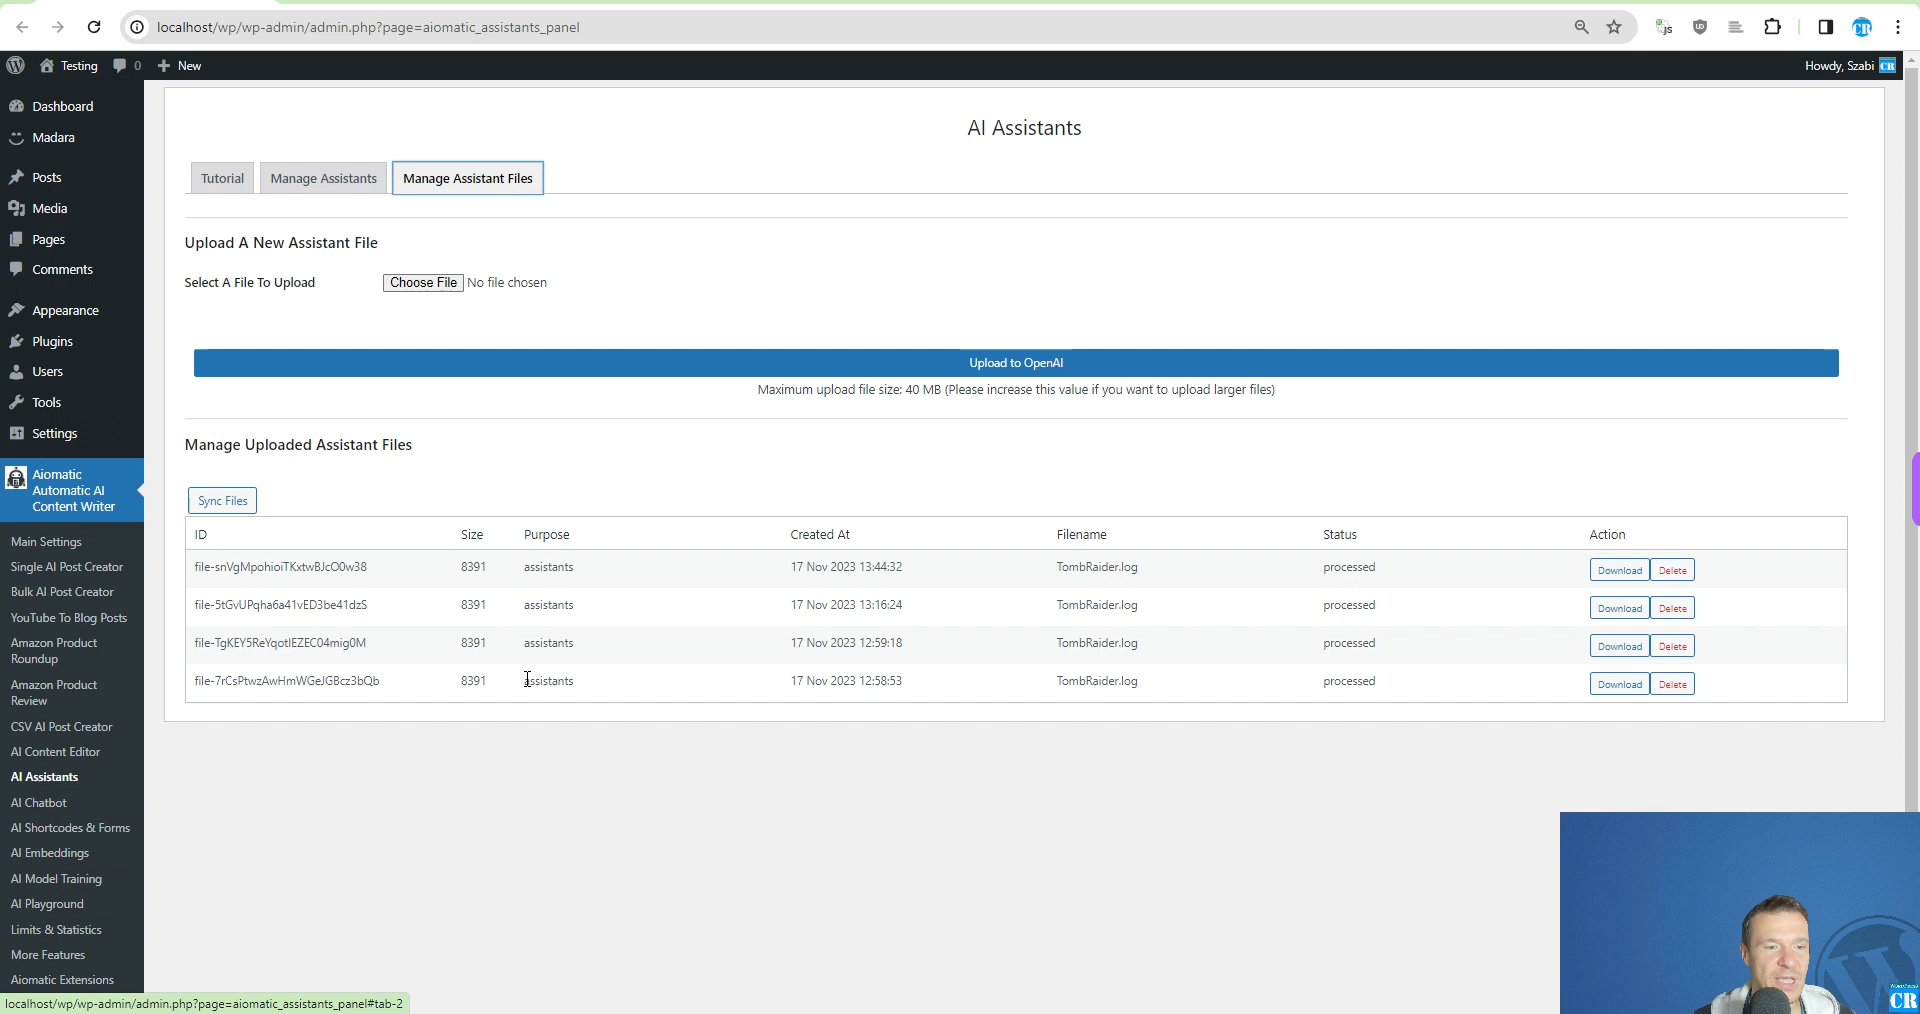 localhost/wp/wp-admin/admin.php?page=aiomatic_assistants_panel
Testing 0 New Howdy, Szabi CR
Dashboard
Madara
Posts
Media
Pages
Comments
Appearance
Plugins
Users
Tools
Settings
Aiomatic
Automatic AI
Content Writer
Main Settings
Single AI Post Creator
Bulk AI Post Creator
YouTube To Blog Posts
Amazon Product
Roundup
Amazon Product
Review
CSV AI Post Creator
AI Content Editor
AI Assistants
AI Chatbot
AI Shortcodes & Forms
AI Embeddings
AI Model Training
AI Playground
Limits & Statistics
More Features
Aiomatic Extensions
localhost/wp/wp-admin/admin.php?page=aiomatic_assistants_panel#tab-2
AI Assistants
Tutorial Manage Assistants Manage Assistant Files
Upload A New Assistant File
Select A File To Upload Choose File No file chosen
Upload to OpenAI
Maximum upload file size: 40 MB (Please increase this value if you want to upload larger files)
Manage Uploaded Assistant Files
Sync Files
ID Size Purpose Created At Filename Status Action
file-snVgMpohioiTKxtwBJcO0w38 8391 assistants 17 Nov 2023 13:44:32 TombRaider.log processed Download Delete
file-5tGvUPqha6a41vED3be41dzS 8391 assistants 17 Nov 2023 13:16:24 TombRaider.log processed Download Delete
file-TgKEY5ReYqotIEZEC04mig0M 8391 assistants 17 Nov 2023 12:59:18 TombRaider.log processed Download Delete
file-7rCsPtwzAwHmWGeJGBcz3bQb 8391 assistants 17 Nov 2023 12:58:53 TombRaider.log processed Download Delete
CR